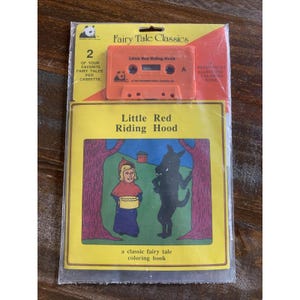 Fairy Tale Classics
2
OF YOUR
FAVORITE
FAIRY TALES
PER
CASSETTE
Little Red Riding Hood
A
Little Red
Riding Hood
a classic fairy tale
coloring book